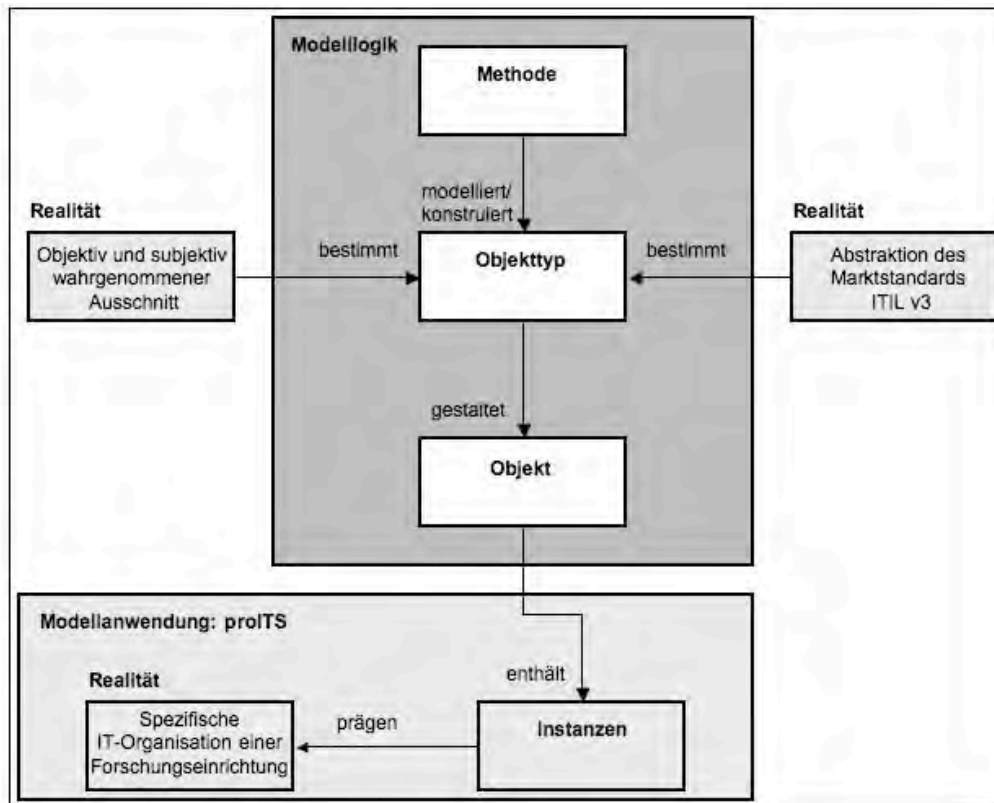 Modelllogik
Methode
modelliert/
konstruiert
Realität
Objektiv und subjektiv
wahrgenommener
Ausschnitt
bestimmt
Objekttyp
bestimmt
Realität
Abstraktion des
Marktstandards
ITIL v3
gestaltet
Objekt
Modellanwendung: proITS
enthält
Realität
Spezifische
IT-Organisation einer
Forschungseinrichtung
prägen
Instanzen